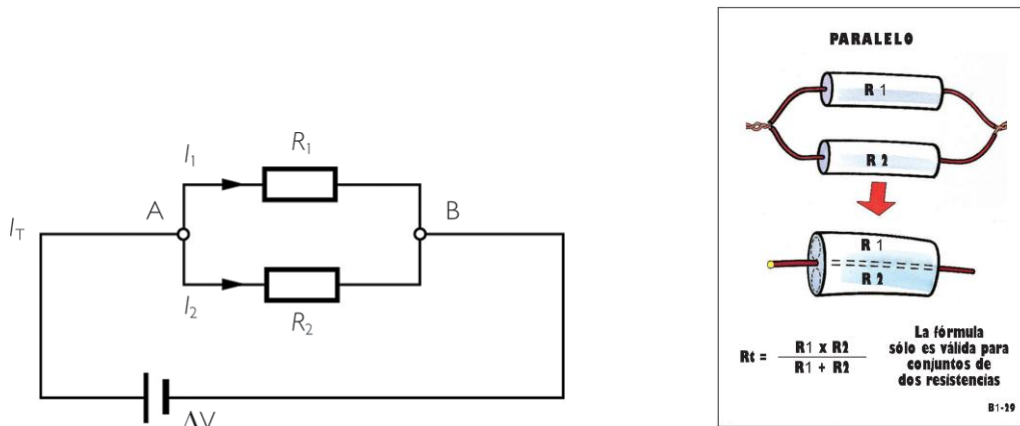 I₁
R₁
A
B
I_T
I₂
R₂
ΔV
PARALELO
R 1
R 2
R 1
R 2
Rt = R1 x R2 / R1 + R2
La fórmula
sólo es válida para
conjuntos de
dos resistencias
B1-29